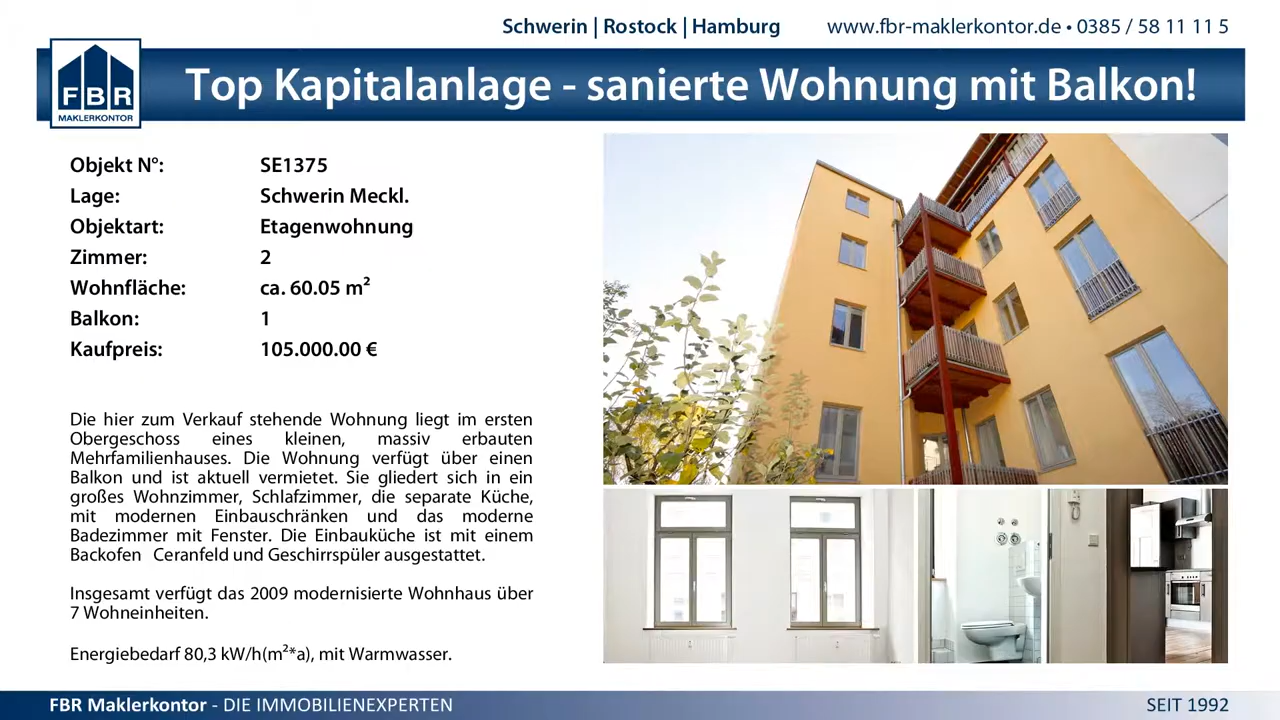 Schwerin | Rostock | Hamburg www.fbr-maklerkontor.de • 0385 / 58 11 11 5
FBR
MAKLERKONTOR
Top Kapitalanlage - sanierte Wohnung mit Balkon!
Objekt N°: SE1375
Lage: Schwerin Meckl.
Objektart: Etagenwohnung
Zimmer: 2
Wohnfläche: ca. 60.05 m²
Balkon: 1
Kaufpreis: 105.000.00 €
Die hier zum Verkauf stehende Wohnung liegt im ersten
Obergeschoss eines kleinen, massiv erbauten
Mehrfamilienhauses. Die Wohnung verfügt über einen
Balkon und ist aktuell vermietet. Sie gliedert sich in ein
großes Wohnzimmer, Schlafzimmer, die separate Küche,
mit modernen Einbauschränken und das moderne
Badezimmer mit Fenster. Die Einbauküche ist mit einem
Backofen Ceranfeld und Geschirrspüler ausgestattet.
Insgesamt verfügt das 2009 modernisierte Wohnhaus über
7 Wohneinheiten.
Energiebedarf 80,3 kW/h(m²*a), mit Warmwasser.
FBR Maklerkontor - DIE IMMOBILIENEXPERTEN SEIT 1992